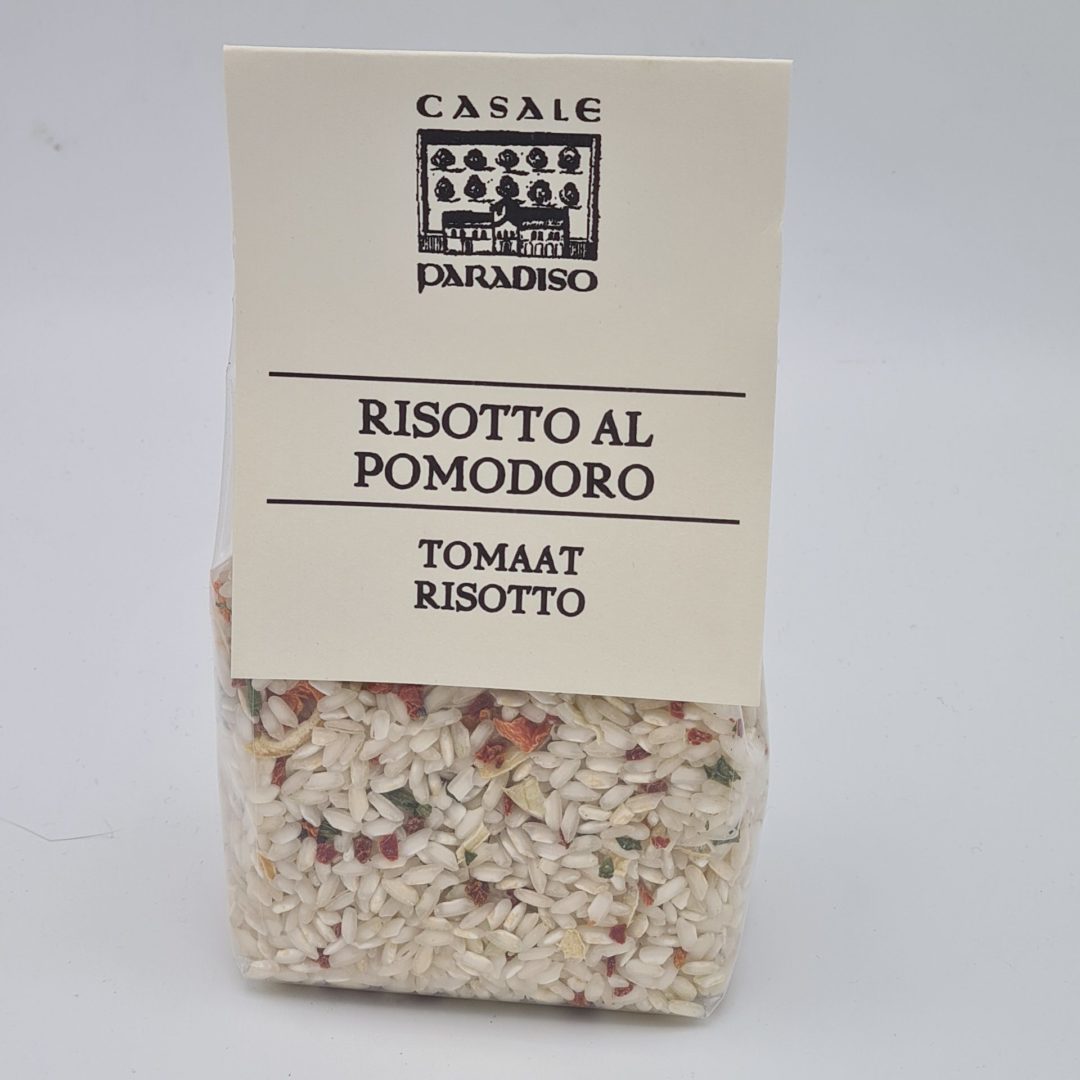 CASALE
PARADISO
RISOTTO AL
POMODORO
TOMAAT
RISOTTO